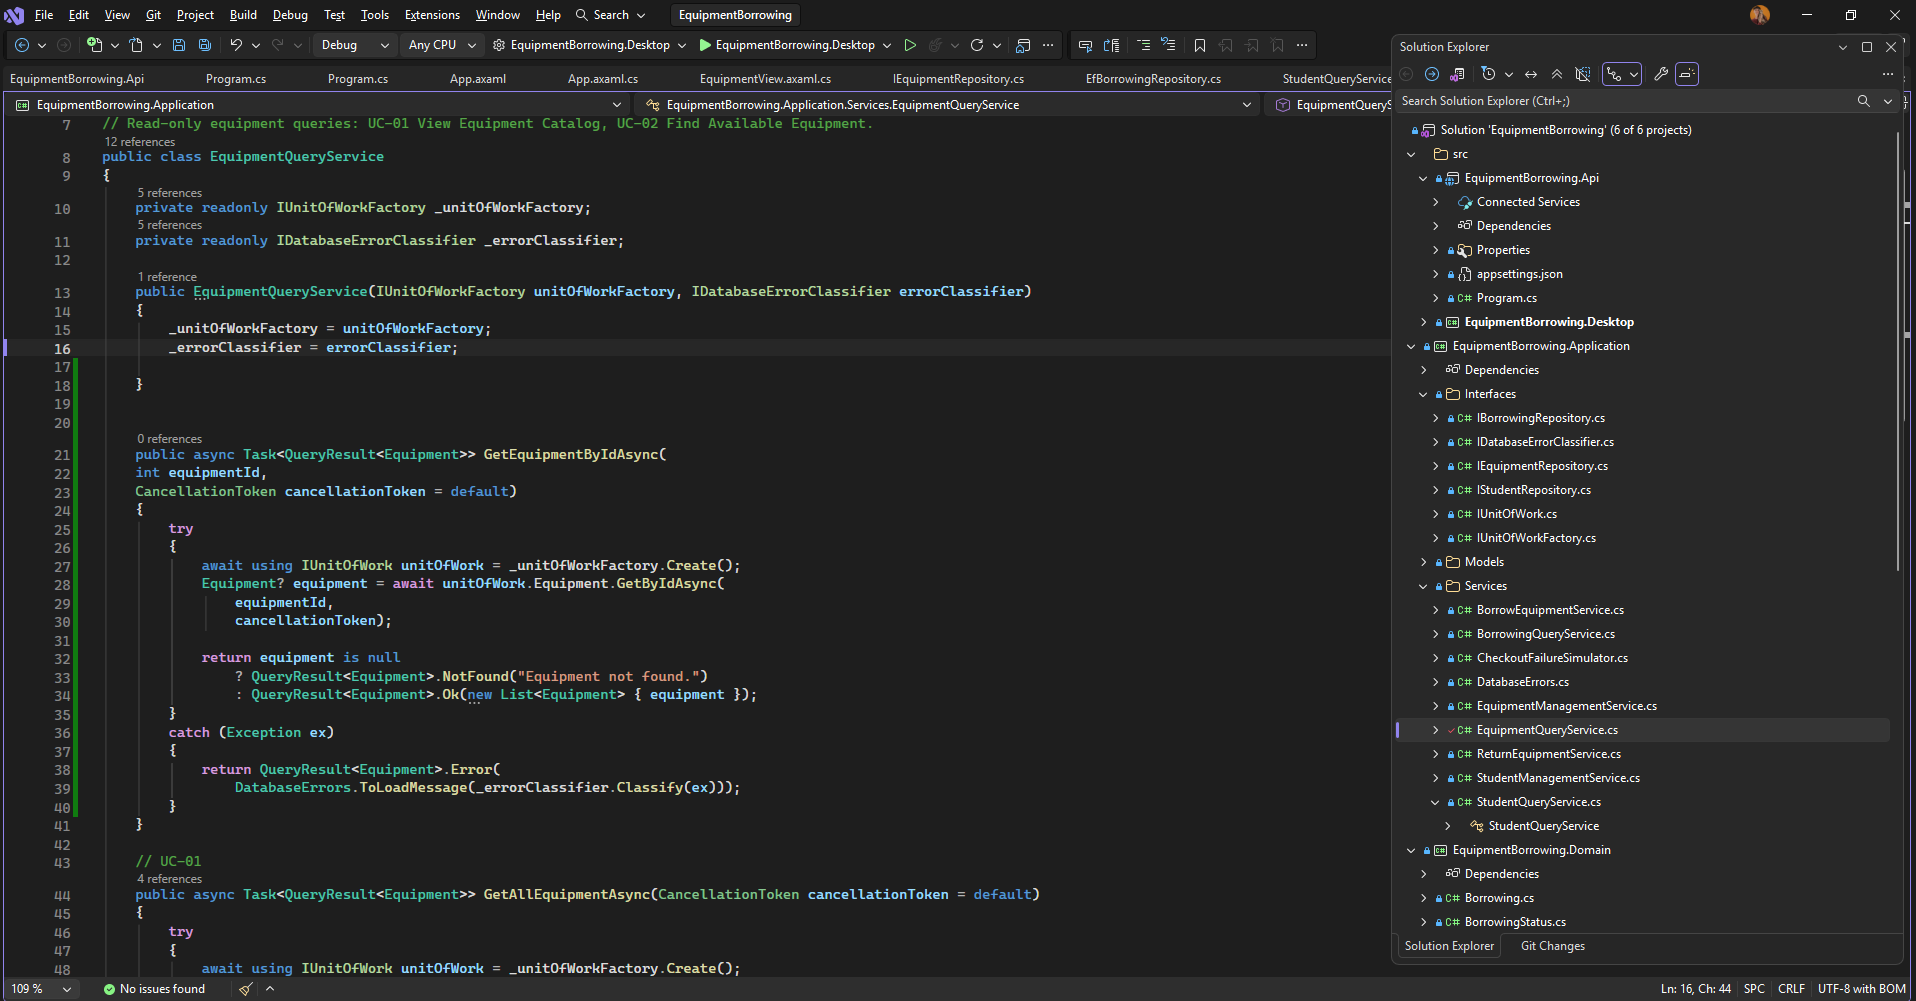 File Edit View Git Project Build Debug Test Tools Extensions Window Help Search EquipmentBorrowing
Debug Any CPU EquipmentBorrowing.Desktop EquipmentBorrowing.Desktop
EquipmentBorrowing.Api Program.cs Program.cs App.axaml App.axaml.cs EquipmentView.axaml.cs IEquipmentRepository.cs EfBorrowingRepository.cs StudentQueryService
EquipmentBorrowing.Application EquipmentBorrowing.Application.Services.EquipmentQueryService EquipmentQueryS
7 // Read-only equipment queries: UC-01 View Equipment Catalog, UC-02 Find Available Equipment.
12 references
8 public class EquipmentQueryService
9 {
5 references
10 private readonly IUnitOfWorkFactory _unitOfWorkFactory;
5 references
11 private readonly IDatabaseErrorClassifier _errorClassifier;
12
1 reference
13 public EquipmentQueryService(IUnitOfWorkFactory unitOfWorkFactory, IDatabaseErrorClassifier errorClassifier)
14 {
15 _unitOfWorkFactory = unitOfWorkFactory;
16 _errorClassifier = errorClassifier;
17
18 }
19
20
0 references
21 public async Task<QueryResult<Equipment>> GetEquipmentByIdAsync(
22 int equipmentId,
23 CancellationToken cancellationToken = default)
24 {
25 try
26 {
27 await using IUnitOfWork unitOfWork = _unitOfWorkFactory.Create();
28 Equipment? equipment = await unitOfWork.Equipment.GetByIdAsync(
29 equipmentId,
30 cancellationToken);
31
32 return equipment is null
33 ? QueryResult<Equipment>.NotFound("Equipment not found.")
34 : QueryResult<Equipment>.Ok(new List<Equipment> { equipment });
35 }
36 catch (Exception ex)
37 {
38 return QueryResult<Equipment>.Error(
39 DatabaseErrors.ToLoadMessage(_errorClassifier.Classify(ex)));
40 }
41 }
42
43 // UC-01
4 references
44 public async Task<QueryResult<Equipment>> GetAllEquipmentAsync(CancellationToken cancellationToken = default)
45 {
46 try
47 {
48 await using IUnitOfWork unitOfWork = _unitOfWorkFactory.Create();
109 % No issues found Ln: 16, Ch: 44 SPC CRLF UTF-8 with BOM
Solution Explorer
Search Solution Explorer (Ctrl+;)
Solution 'EquipmentBorrowing' (6 of 6 projects)
src
EquipmentBorrowing.Api
Connected Services
Dependencies
Properties
appsettings.json
C# Program.cs
EquipmentBorrowing.Desktop
EquipmentBorrowing.Application
Dependencies
Interfaces
C# IBorrowingRepository.cs
C# IDatabaseErrorClassifier.cs
C# IEquipmentRepository.cs
C# IStudentRepository.cs
C# IUnitOfWork.cs
C# IUnitOfWorkFactory.cs
Models
Services
C# BorrowEquipmentService.cs
C# BorrowingQueryService.cs
C# CheckoutFailureSimulator.cs
C# DatabaseErrors.cs
C# EquipmentManagementService.cs
C# EquipmentQueryService.cs
C# ReturnEquipmentService.cs
C# StudentManagementService.cs
C# StudentQueryService.cs
StudentQueryService
EquipmentBorrowing.Domain
Dependencies
C# Borrowing.cs
C# BorrowingStatus.cs
Solution Explorer Git Changes